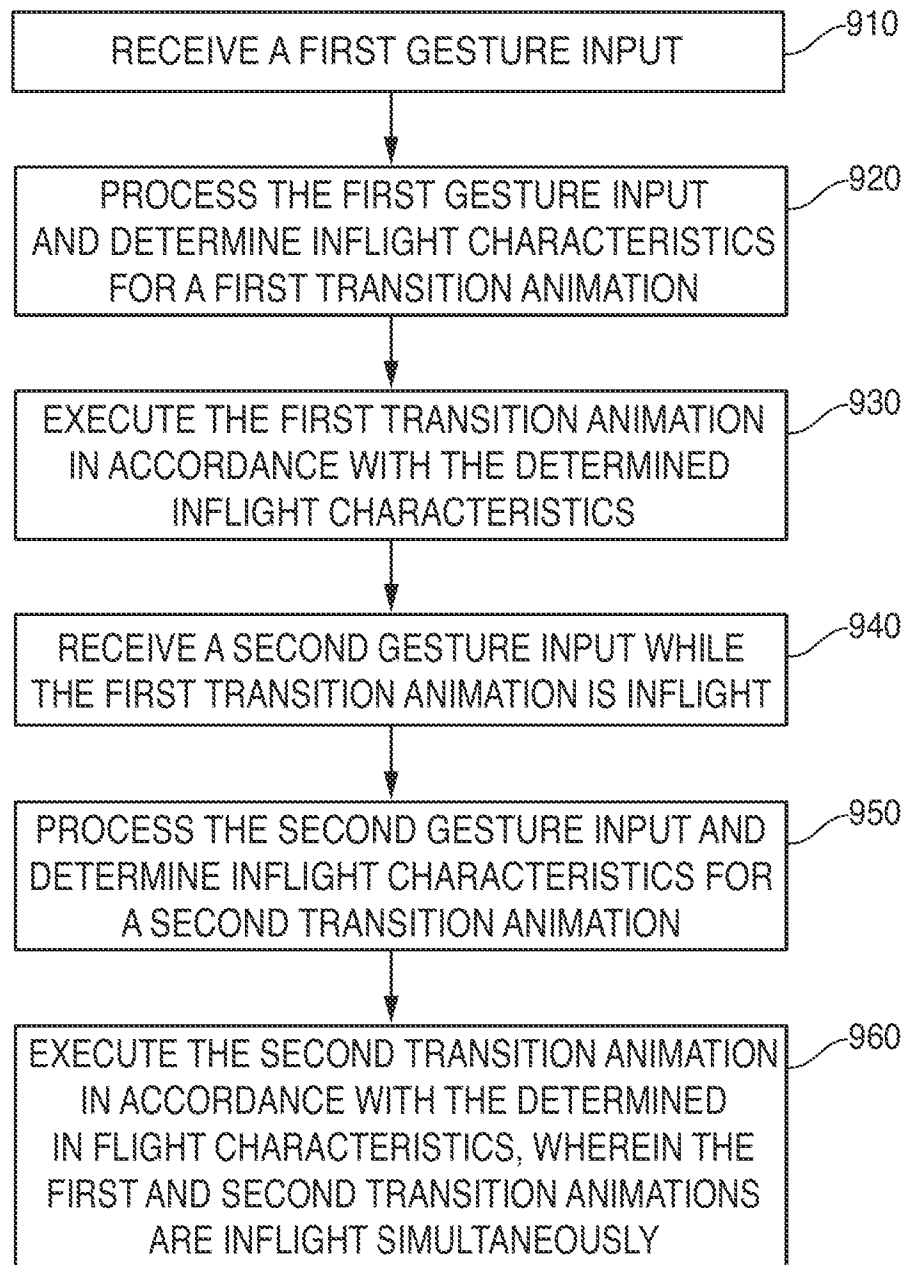 RECEIVE A FIRST GESTURE INPUT
910
PROCESS THE FIRST GESTURE INPUT
AND DETERMINE INFLIGHT CHARACTERISTICS
FOR A FIRST TRANSITION ANIMATION
920
EXECUTE THE FIRST TRANSITION ANIMATION
IN ACCORDANCE WITH THE DETERMINED
INFLIGHT CHARACTERISTICS
930
RECEIVE A SECOND GESTURE INPUT WHILE
THE FIRST TRANSITION ANIMATION IS INFLIGHT
940
PROCESS THE SECOND GESTURE INPUT AND
DETERMINE INFLIGHT CHARACTERISTICS FOR
A SECOND TRANSITION ANIMATION
950
EXECUTE THE SECOND TRANSITION ANIMATION
IN ACCORDANCE WITH THE DETERMINED
IN FLIGHT CHARACTERISTICS, WHEREIN THE
FIRST AND SECOND TRANSITION ANIMATIONS
ARE INFLIGHT SIMULTANEOUSLY
960